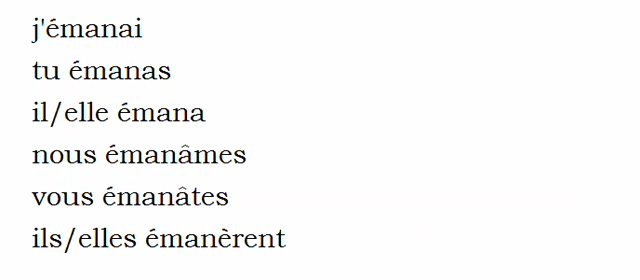 j'émanai
tu émanas
il/elle émana
nous émanâmes
vous émanâtes
ils/elles émanèrent